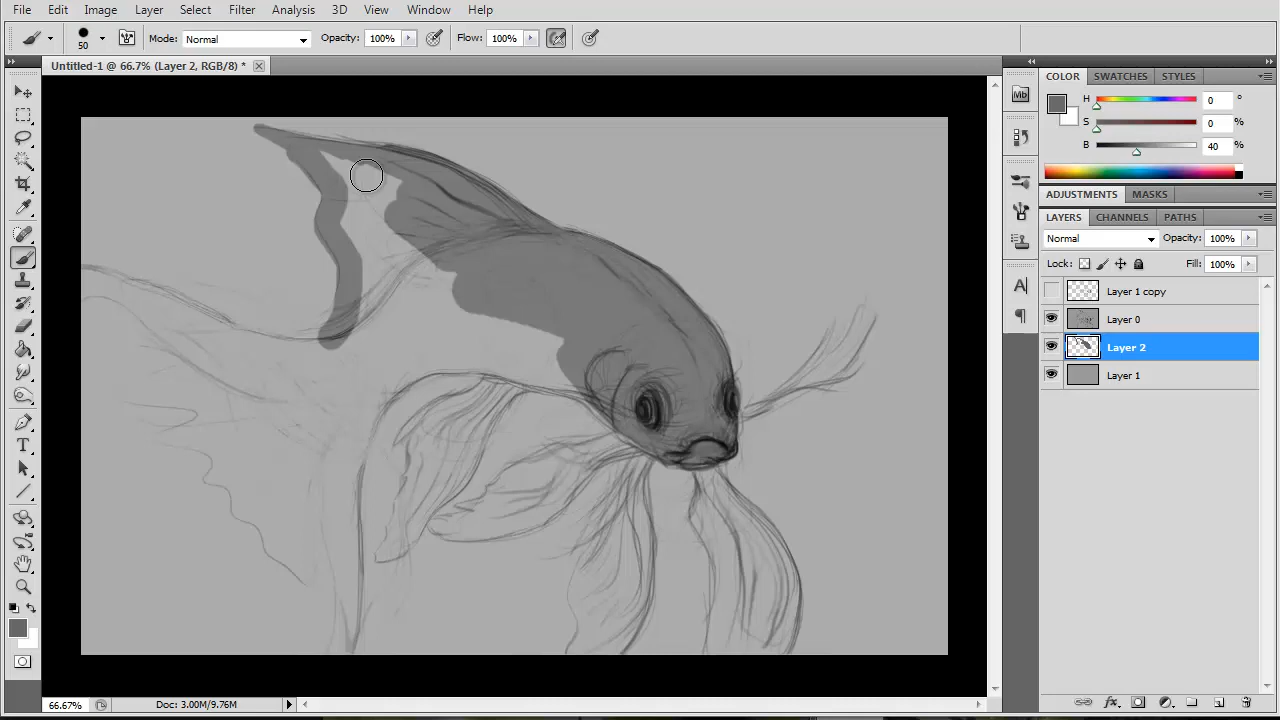 File Edit Image Layer Select Filter Analysis 3D View Window Help
50 Mode: Normal Opacity: 100% Flow: 100%
Untitled-1 @ 66.7% (Layer 2, RGB/8) *
COLOR SWATCHES STYLES
Mb
H 0 °
S 0 %
B 40 %
ADJUSTMENTS MASKS
LAYERS CHANNELS PATHS
Normal Opacity: 100%
Lock: Fill: 100%
A
Layer 1 copy
Layer 0
Layer 2
Layer 1
T
66.67% Doc: 3.00M/9.76M